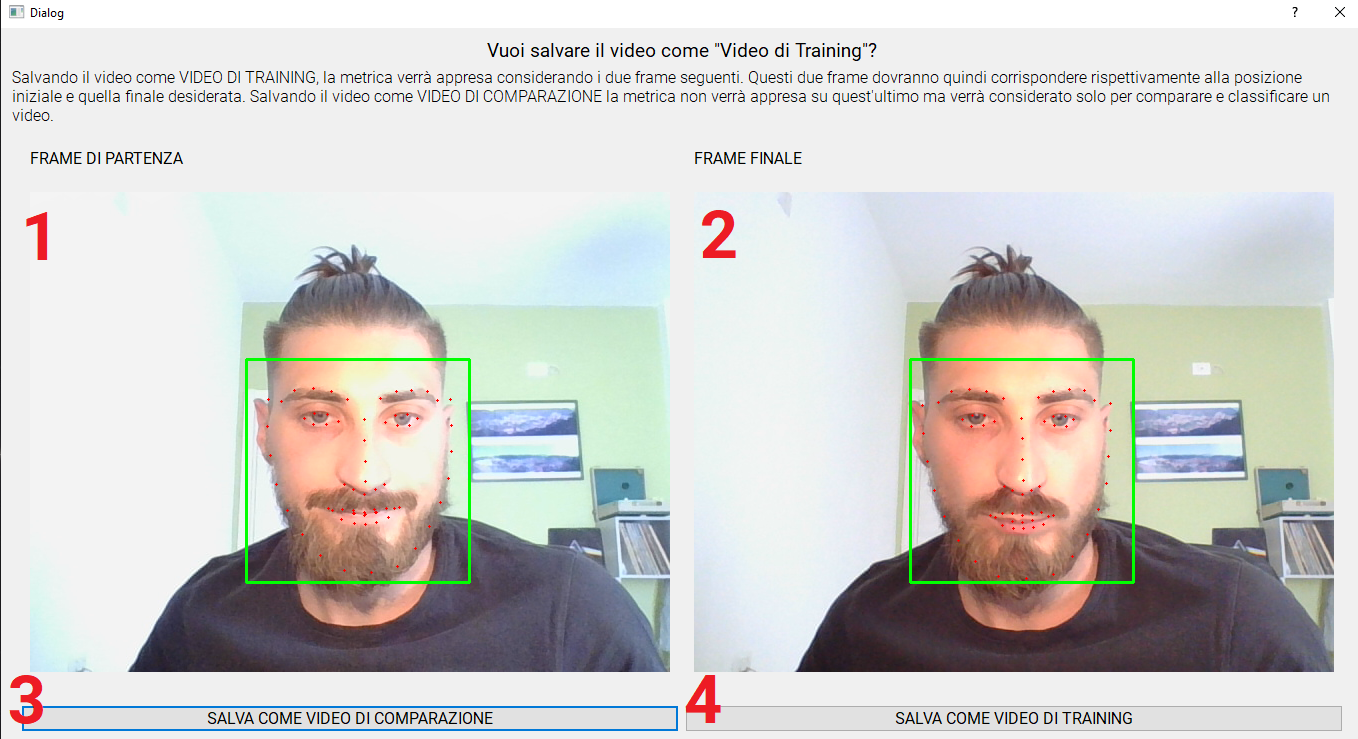 Dialog
?
Vuoi salvare il video come "Video di Training"?
Salvando il video come VIDEO DI TRAINING, la metrica verrà appresa considerando i due frame seguenti. Questi due frame dovranno quindi corrispondere rispettivamente alla posizione
iniziale e quella finale desiderata. Salvando il video come VIDEO DI COMPARAZIONE la metrica non verrà appresa su quest'ultimo ma verrà considerato solo per comparare e classificare un
video.
FRAME DI PARTENZA
FRAME FINALE
1
2
3
SALVA COME VIDEO DI COMPARAZIONE
4
SALVA COME VIDEO DI TRAINING